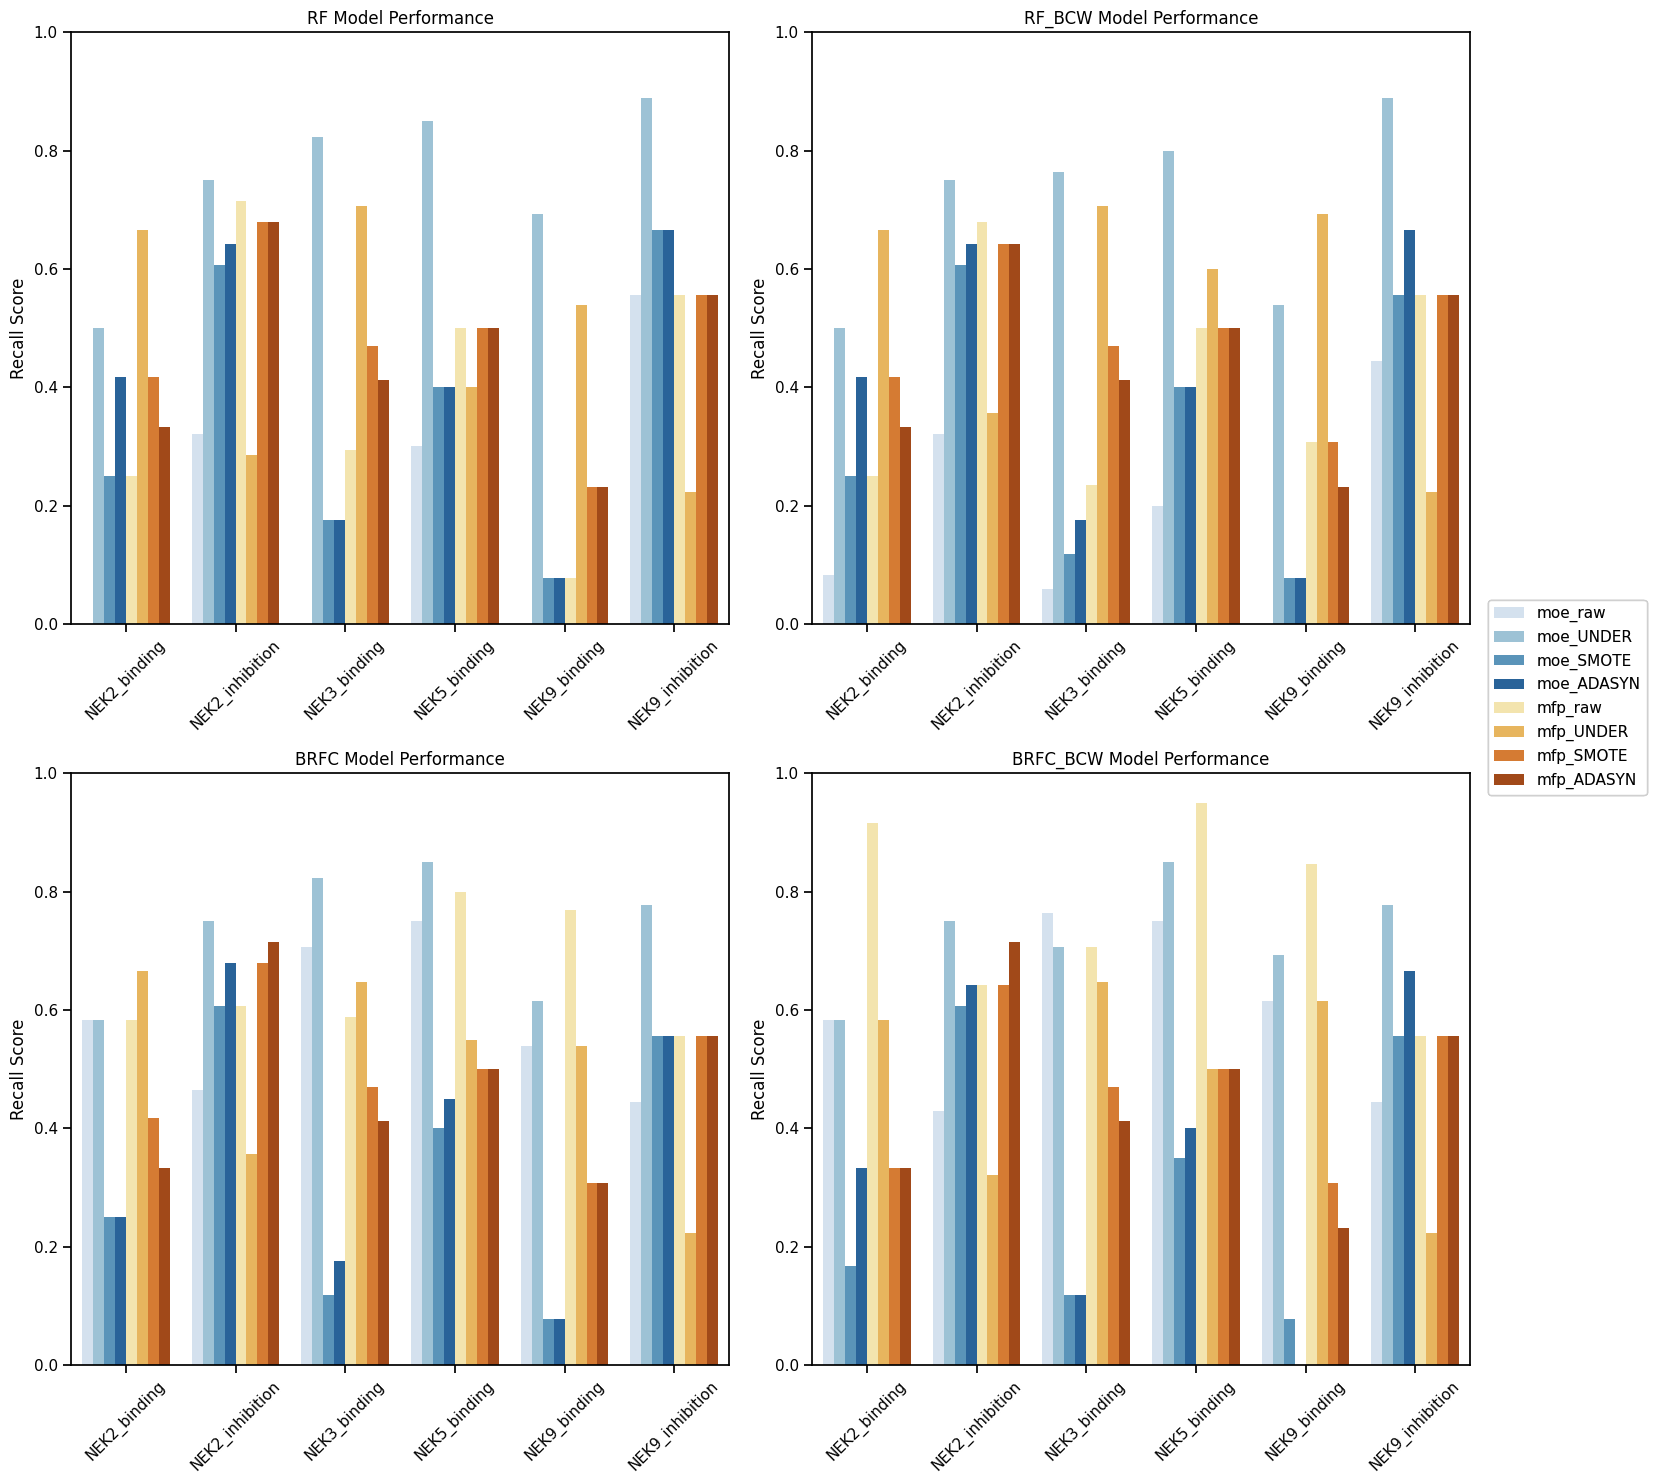 RF Model Performance
Recall Score
1.0
0.8
0.6
0.4
0.2
0.0
NEK2_binding
NEK2_inhibition
NEK3_binding
NEK5_binding
NEK9_binding
NEK9_inhibition
RF_BCW Model Performance
Recall Score
1.0
0.8
0.6
0.4
0.2
0.0
NEK2_binding
NEK2_inhibition
NEK3_binding
NEK5_binding
NEK9_binding
NEK9_inhibition
moe_raw
moe_UNDER
moe_SMOTE
moe_ADASYN
mfp_raw
mfp_UNDER
mfp_SMOTE
mfp_ADASYN
BRFC Model Performance
Recall Score
1.0
0.8
0.6
0.4
0.2
0.0
NEK2_binding
NEK2_inhibition
NEK3_binding
NEK5_binding
NEK9_binding
NEK9_inhibition
BRFC_BCW Model Performance
Recall Score
1.0
0.8
0.6
0.4
0.2
0.0
NEK2_binding
NEK2_inhibition
NEK3_binding
NEK5_binding
NEK9_binding
NEK9_inhibition